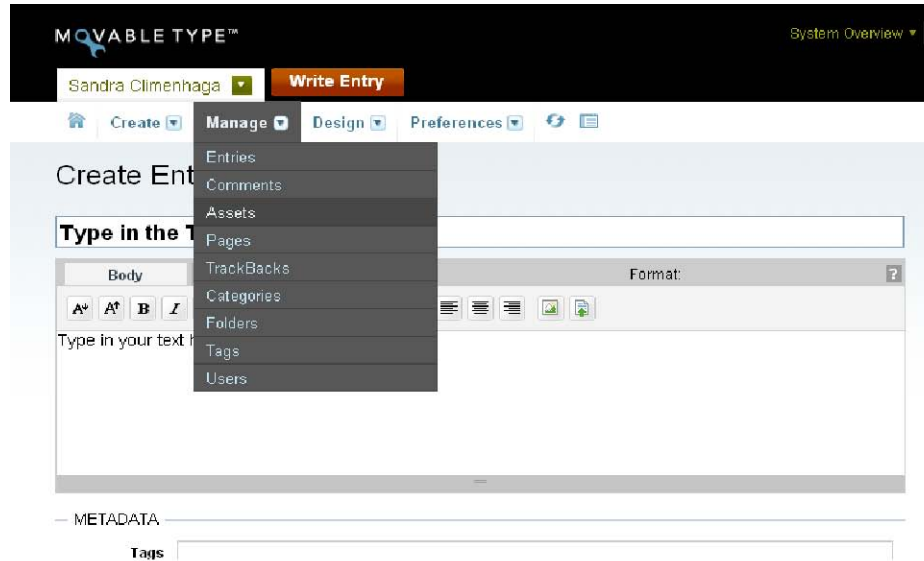 MOVABLE TYPE™
System Overview
Sandra Climenhaga
Write Entry
Create
Manage
Design
Preferences
Entries
Comments
Assets
Pages
TrackBacks
Categories
Folders
Tags
Users
Create Ent
Type in the T
Body
Format:
?
A A B I
Type in your text h
METADATA
Tags